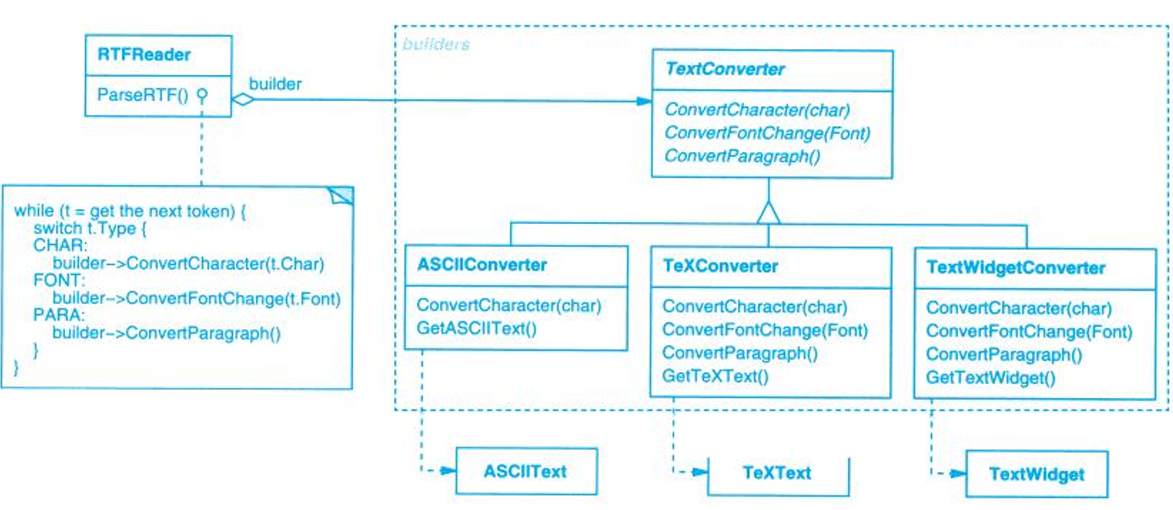 builders
RTFReader
ParseRTF()
builder
TextConverter
ConvertCharacter(char)
ConvertFontChange(Font)
ConvertParagraph()
while (t = get the next token) {
switch t.Type {
CHAR:
builder->ConvertCharacter(t.Char)
FONT:
builder->ConvertFontChange(t.Font)
PARA:
builder->ConvertParagraph()
}
}
ASCIIConverter
ConvertCharacter(char)
GetASCIIText()
TeXConverter
ConvertCharacter(char)
ConvertFontChange(Font)
ConvertParagraph()
GetTeXText()
TextWidgetConverter
ConvertCharacter(char)
ConvertFontChange(Font)
ConvertParagraph()
GetTextWidget()
ASCIIText
TeXText
TextWidget